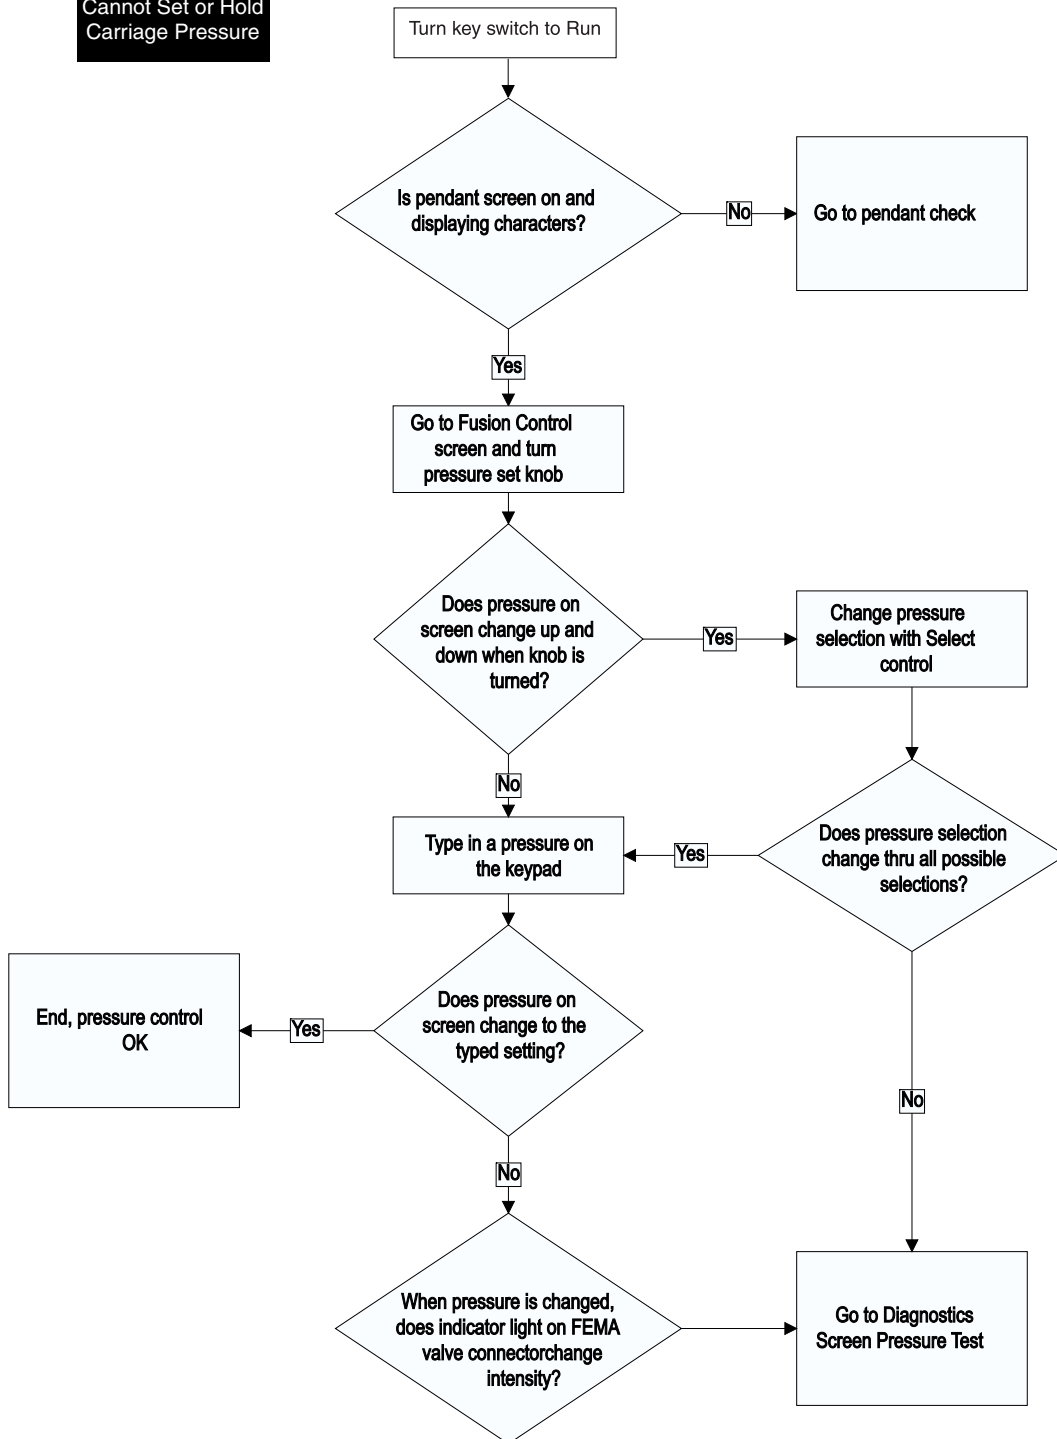 Cannot Set or Hold
Carriage Pressure
Turn key switch to Run
Is pendant screen on and
displaying characters?
No
Go to pendant check
Yes
Go to Fusion Control
screen and turn
pressure set knob
Does pressure on
screen change up and
down when knob is
turned?
Yes
Change pressure
selection with Select
control
No
Type in a pressure on
the keypad
Yes
Does pressure selection
change thru all possible
selections?
Does pressure on
screen change to the
typed setting?
Yes
End, pressure control
OK
No
No
When pressure is changed,
does indicator light on FEMA
valve connectorchange
intensity?
Go to Diagnostics
Screen Pressure Test